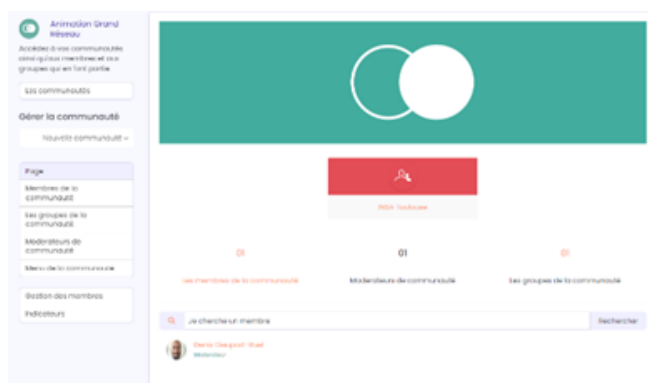 Animation Grand
Réseau
Accédez à vos communautés
ainsi qu'aux membres et aux
groupes qui en font partie
Les communautés
Gérer la communauté
Nouvelle communauté
Page
Membres de la
communauté
Les groupes de la
communauté
Modérateurs de
communauté
Menu de la communauté
Gestion des membres
Indicateurs
INSA Toulouse
01
01
01
Les membres de la communauté
Modérateurs de communauté
Les groupes de la communauté
Je cherche un membre
Rechercher
Denis
Modérateur